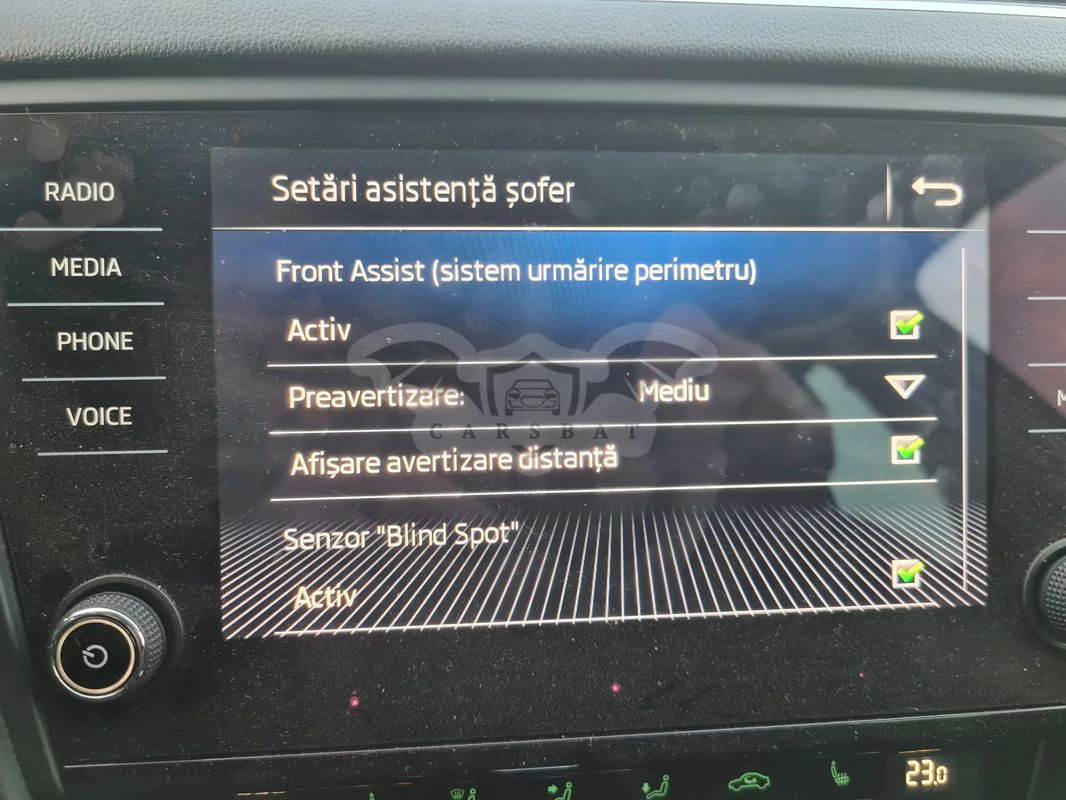 Setări asistență șofer
RADIO
MEDIA
PHONE
VOICE
Front Assist (sistem urmărire perimetru)
Activ
Preavertizare: Mediu
CARSBAT
Afișare avertizare distanță
Senzor "Blind Spot"
Activ
23.0